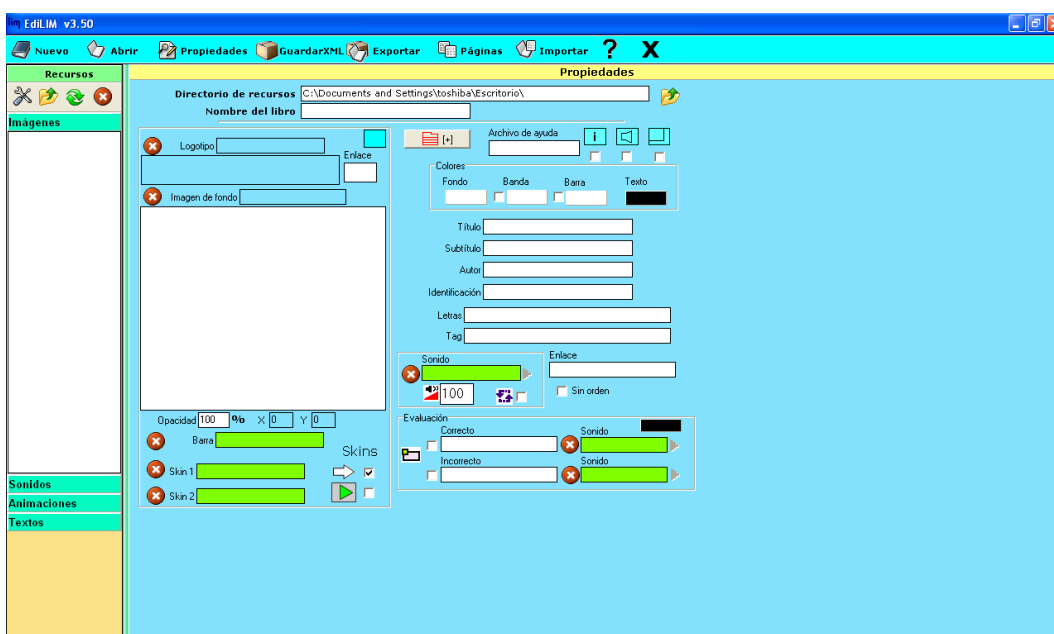 lim EdiLIM v3.50
Nuevo Abrir Propiedades GuardarXML Exportar Páginas Importar ? X
Recursos
Propiedades
Directorio de recursos C:\Documents and Settings\toshiba\Escritorio\
Nombre del libro
Imágenes
Logotipo
Enlace
Imagen de fondo
[+]
Archivo de ayuda
i
Colores
Fondo Banda Barra Texto
Título
Subtítulo
Autor
Identificación
Letras
Tag
Sonido
100
Enlace
Sin orden
Opacidad 100 % X 0 Y 0
Barra
Skins
Skin 1
Skin 2
Evaluación
Correcto Sonido
Incorrecto Sonido
Sonidos
Animaciones
Textos